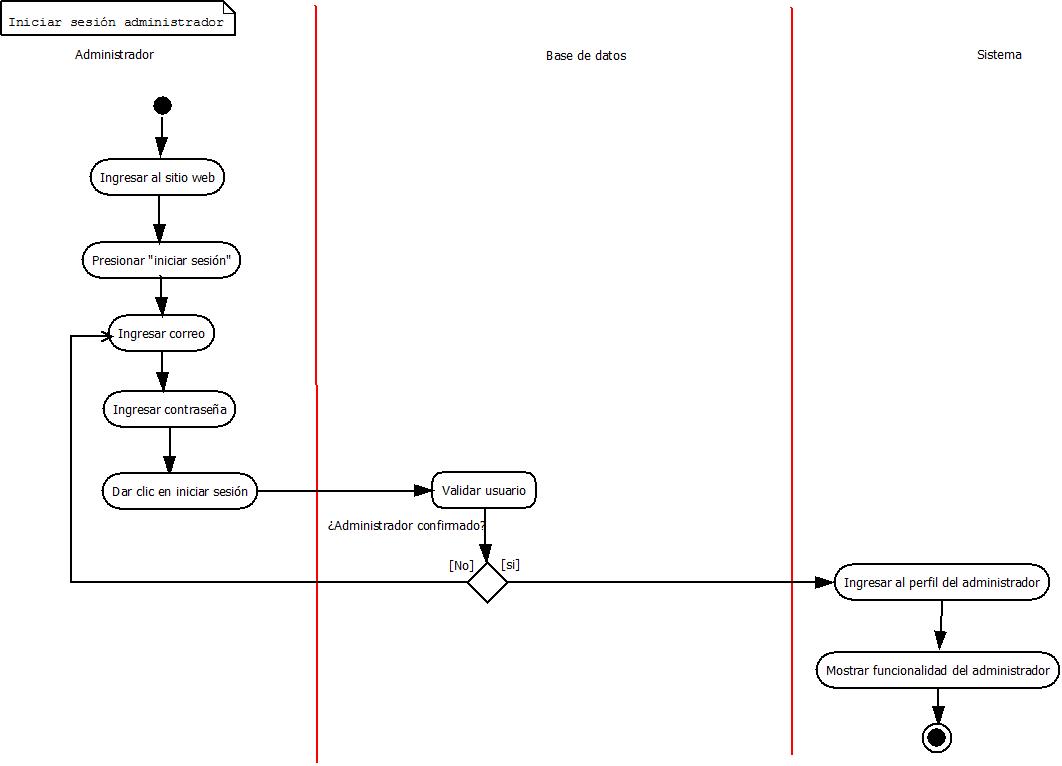 Iniciar sesión administrador
Administrador
Base de datos
Sistema
Ingresar al sitio web
Presionar "iniciar sesión"
Ingresar correo
Ingresar contraseña
Dar clic en iniciar sesión
Validar usuario
¿Administrador confirmado?
[No]
[si]
Ingresar al perfil del administrador
Mostrar funcionalidad del administrador